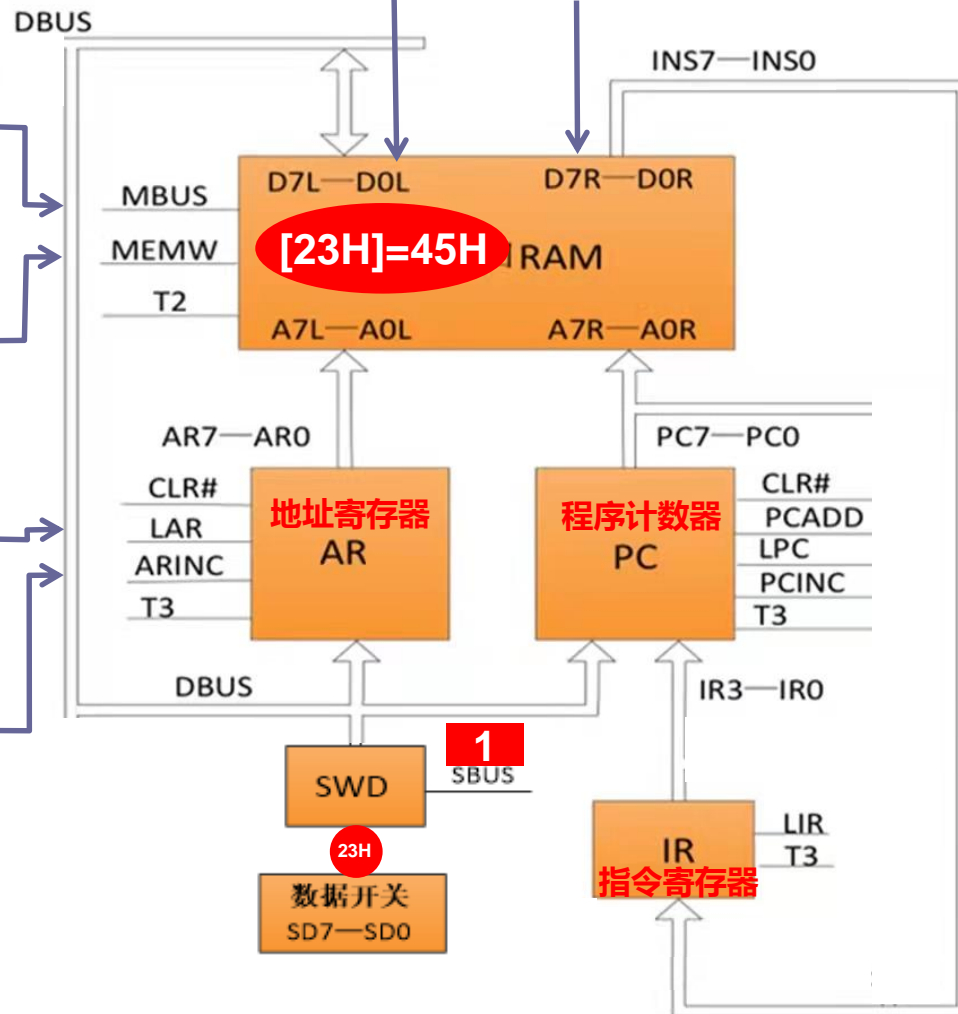 DBUS
INS7—INS0
D7L—D0L
D7R—D0R
MBUS
[23H]=45H
RAM
MEMW
T2
A7L—A0L
A7R—A0R
AR7—AR0
PC7—PC0
CLR#
地址寄存器
程序计数器
CLR#
LAR
AR
PC
PCADD
ARINC
LPC
PCINC
T3
T3
DBUS
IR3—IR0
1
SWD
SBUS
23H
IR
LIR
T3
指令寄存器
数据开关
SD7—SD0